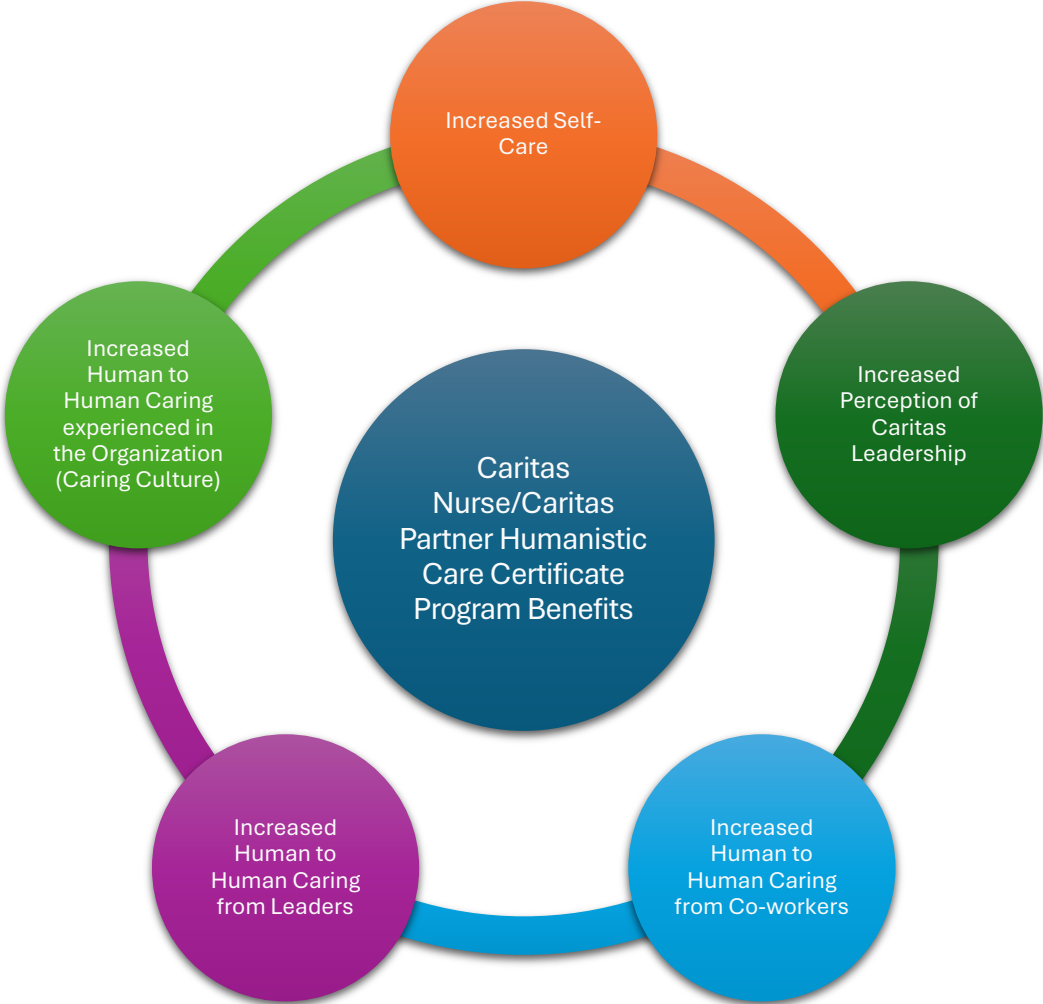 Increased Self-
Care
Increased
Perception of
Caritas
Leadership
Increased
Human to
Human Caring
from Co-workers
Increased
Human to
Human Caring
from Leaders
Increased
Human to
Human Caring
experienced in
the Organization
(Caring Culture)
Caritas
Nurse/Caritas
Partner Humanistic
Care Certificate
Program Benefits